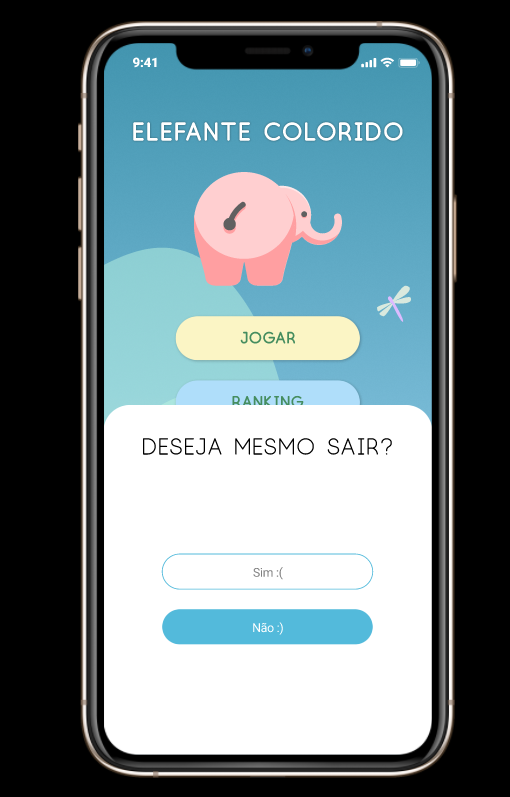 9:41
ELEFANTE COLORIDO
JOGAR
RANKING
DESEJA MESMO SAIR?
Sim :(
Não :)